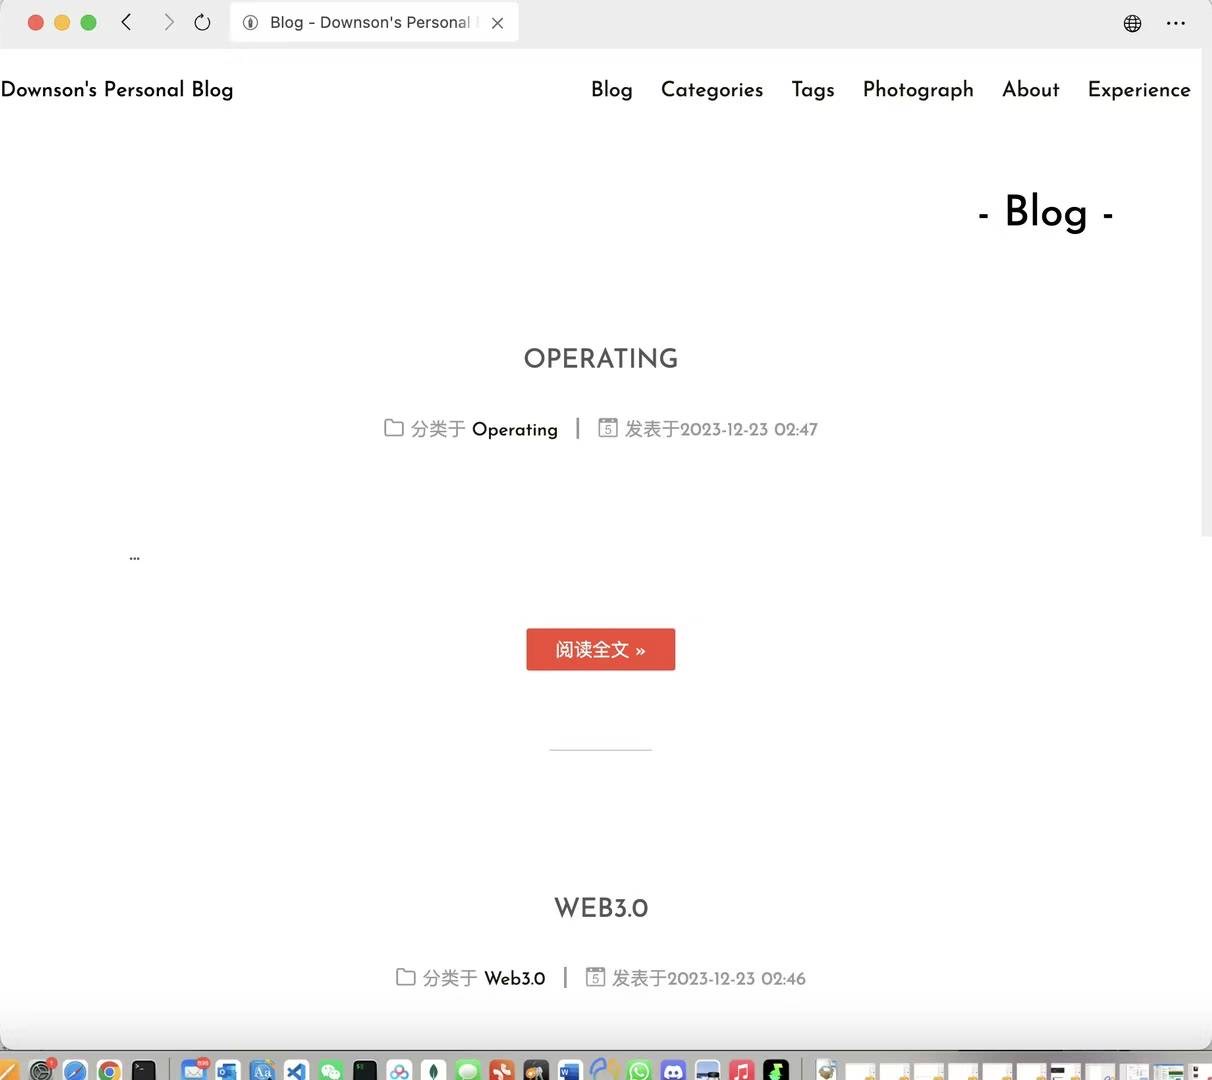 Blog - Downson's Personal
Downson's Personal Blog
Blog Categories Tags Photograph About Experience
- Blog -
OPERATING
分类于 Operating | 5 发表于2023-12-23 02:47
...
阅读全文 »
WEB3.0
分类于 Web3.0 | 5 发表于2023-12-23 02:46